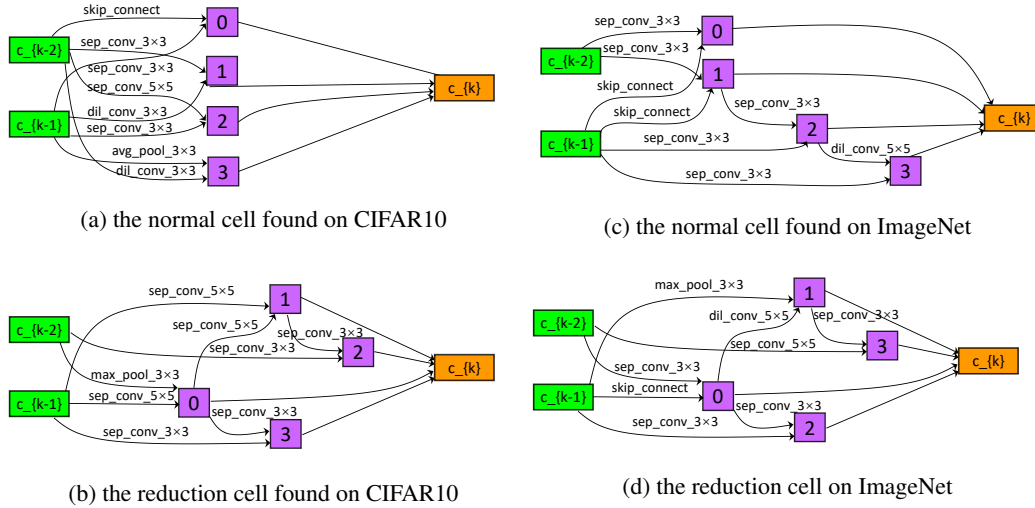 skip_connect
0
c_{k-2}
sep_conv_3×3
1
sep_conv_3×3
sep_conv_5×5
c_{k}
dil_conv_3×3
c_{k-1}
sep_conv_3×3
2
avg_pool_3×3
3
dil_conv_3×3
(a) the normal cell found on CIFAR10
sep_conv_3×3
0
c_{k-2}
sep_conv_3×3
1
skip_connect
sep_conv_3×3
skip_connect
c_{k}
2
c_{k-1}
sep_conv_3×3
dil_conv_5×5
3
sep_conv_3×3
(c) the normal cell found on ImageNet
sep_conv_5×5
1
c_{k-2}
sep_conv_5×5
sep_conv_3×3
sep_conv_3×3
2
c_{k}
max_pool_3×3
c_{k-1}
sep_conv_5×5
0
sep_conv_3×3
sep_conv_3×3
3
(b) the reduction cell found on CIFAR10
max_pool_3×3
1
c_{k-2}
dil_conv_5×5
sep_conv_3×3
sep_conv_5×5
3
c_{k}
sep_conv_3×3
c_{k-1}
skip_connect
0
sep_conv_3×3
sep_conv_3×3
2
(d) the reduction cell on ImageNet